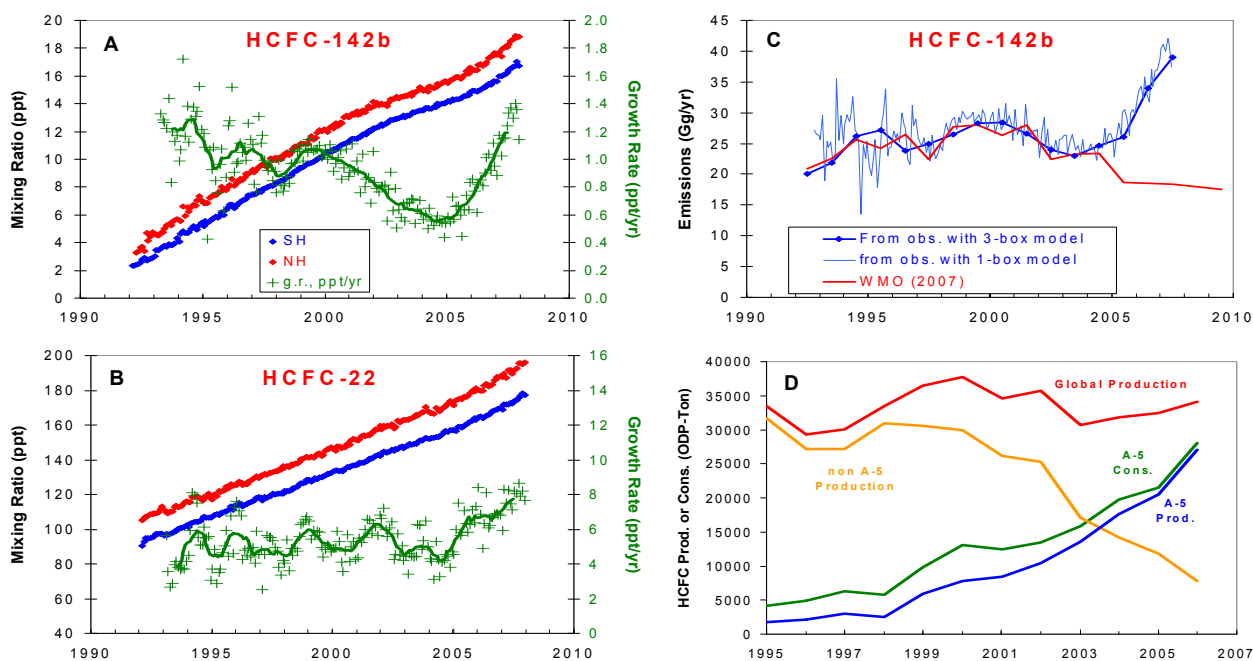 A
HCFC-142b
Mixing Ratio (ppt)
Growth Rate (ppt/yr)
20
18
16
14
12
10
8
6
4
2
0
2.0
1.8
1.6
1.4
1.2
1.0
0.8
0.6
0.4
0.2
0.0
SH
NH
g.r., ppt/yr
1990 1995 2000 2005 2010
C
HCFC-142b
Emissions (Gg/yr)
45
40
35
30
25
20
15
10
5
0
From obs. with 3-box model
from obs. with 1-box model
WMO (2007)
1990 1995 2000 2005 2010
B
HCFC-22
Mixing Ratio (ppt)
Growth Rate (ppt/yr)
200
180
160
140
120
100
80
60
40
16
14
12
10
8
6
4
2
0
1990 1995 2000 2005 2010
D
HCFC Prod. or Cons. (ODP-Ton)
40000
35000
30000
25000
20000
15000
10000
5000
0
Global Production
non A-5
Production
A-5
Cons.
A-5
Prod.
1995 1997 1999 2001 2003 2005 2007